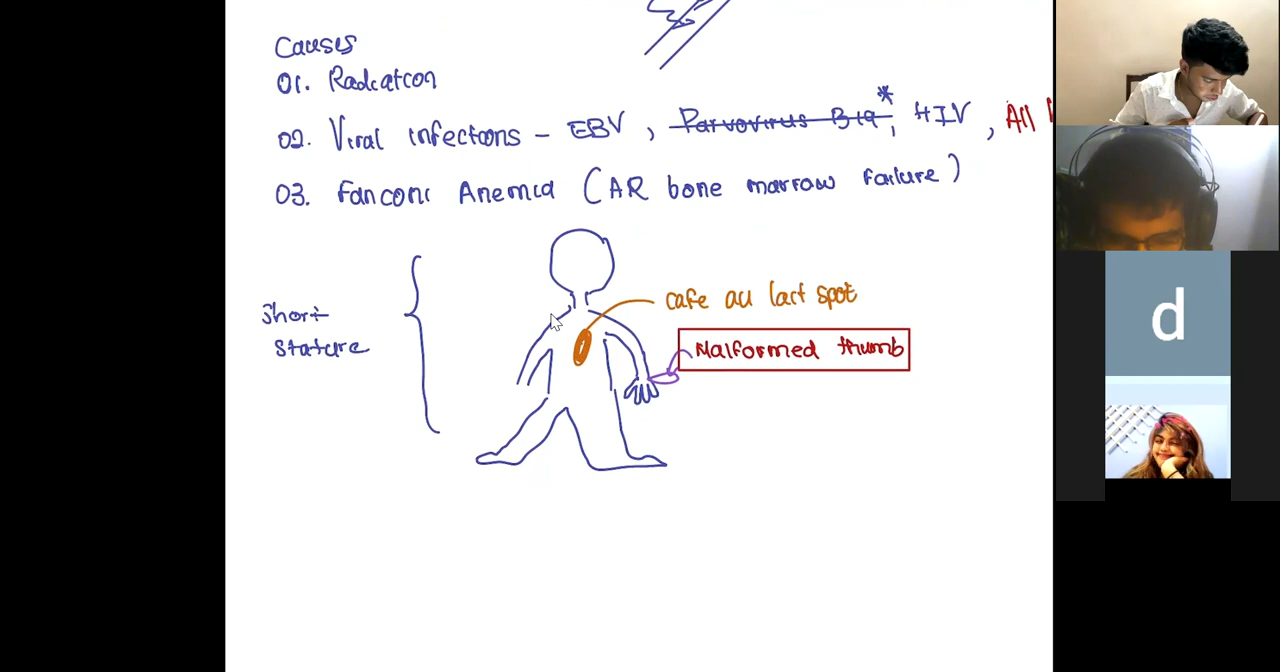 Causes
01. Radiation
02. Viral infections - EBV, Parvovirus B19*, HIV, All
03. Fanconi Anemia (AR bone marrow failure)
cafe au lait spot
Short
Stature
Malformed thumb
d